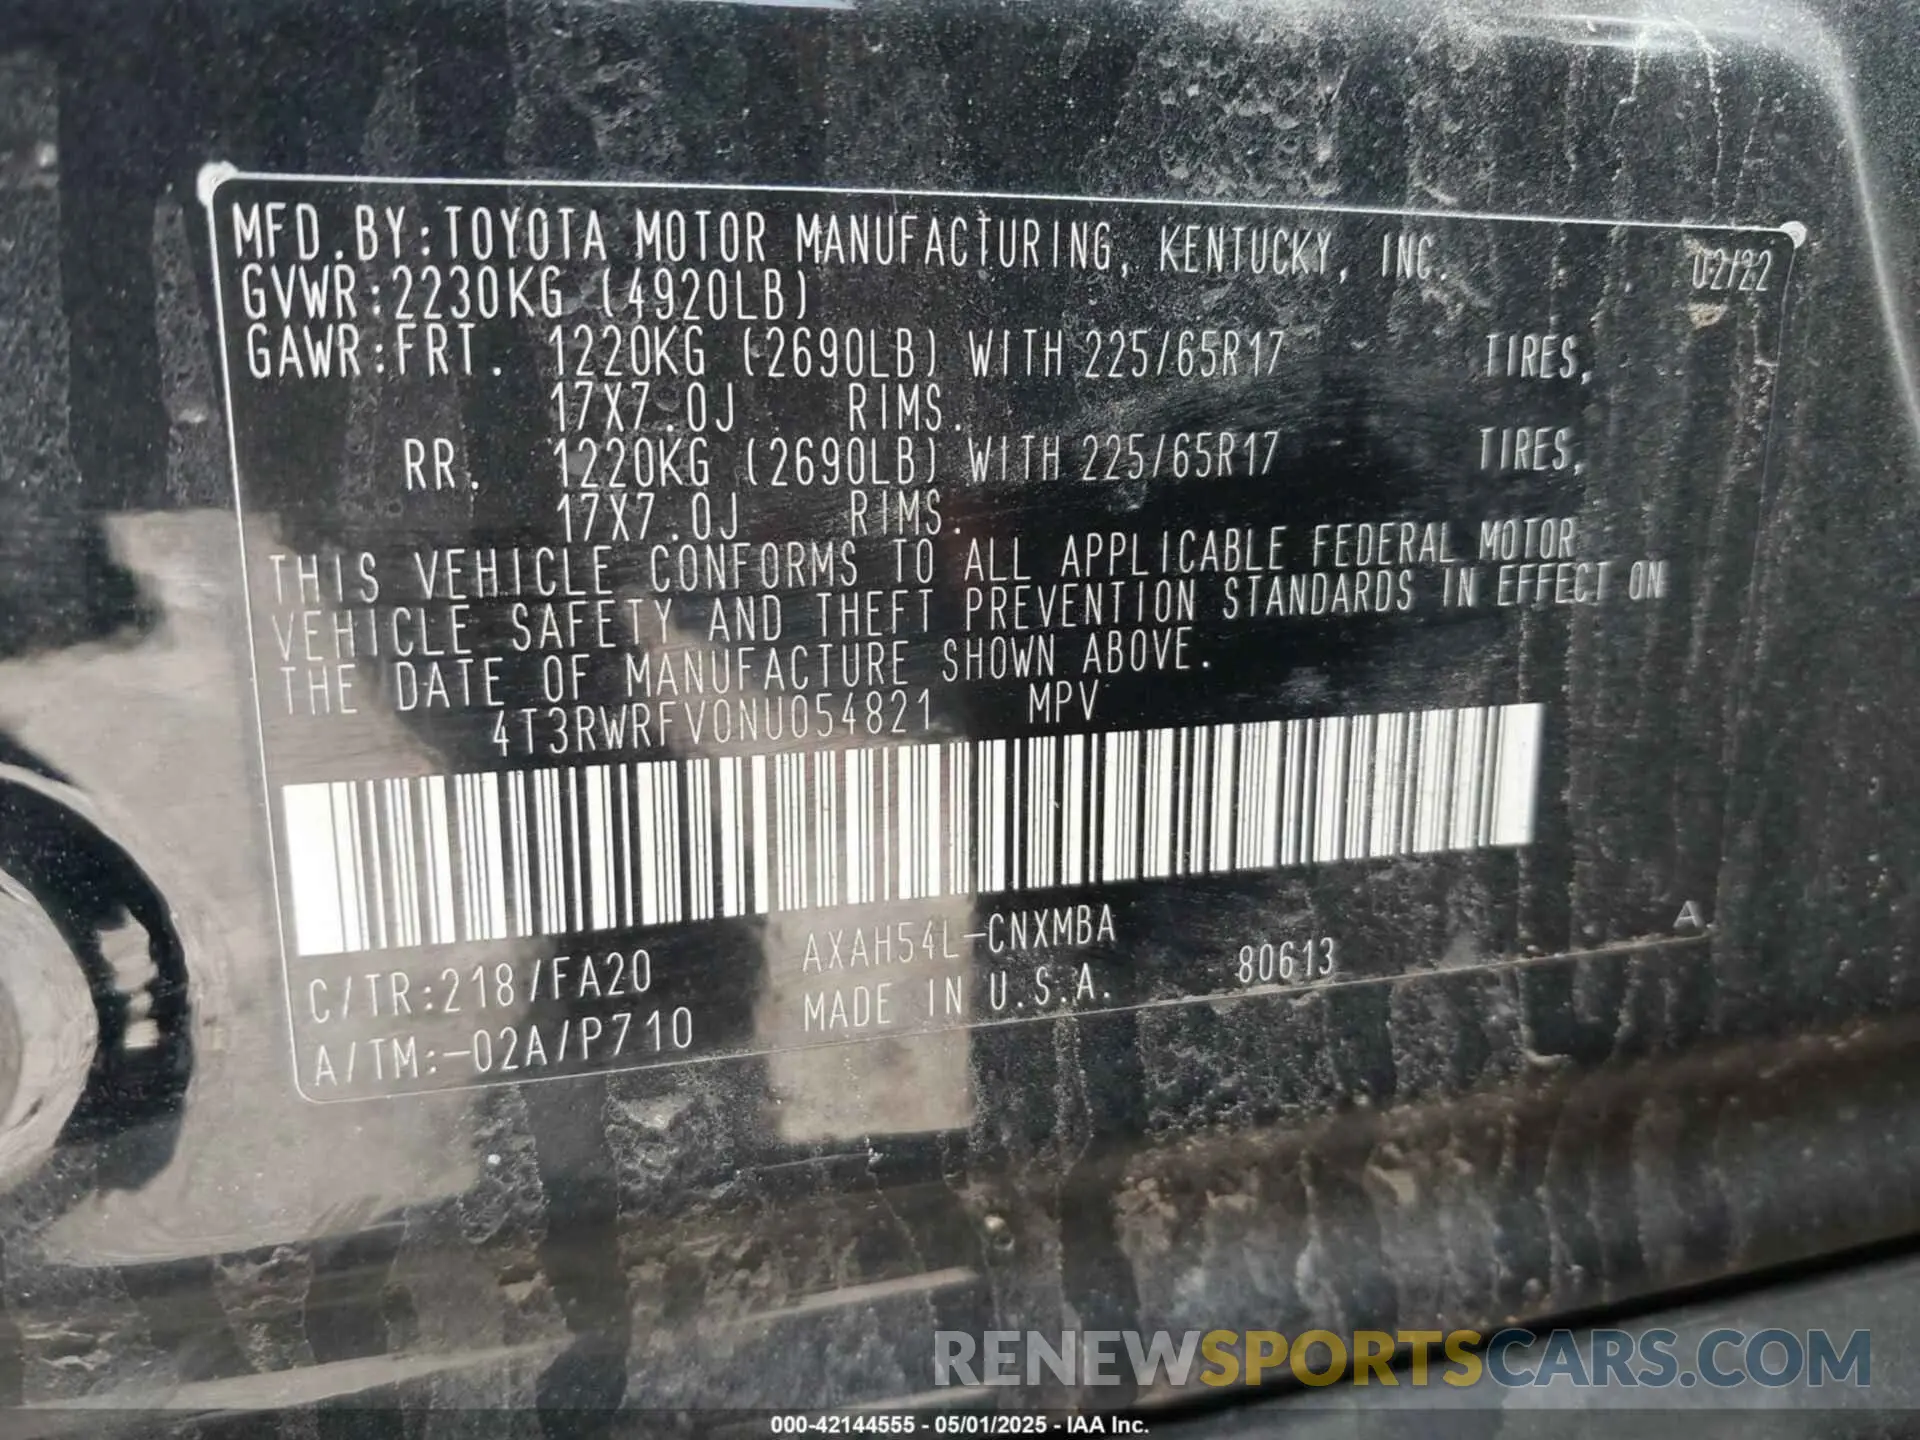 MFD.BY:TOYOTA MOTOR MANUFACTURING, KENTUCKY, INC. 02/22
GVWR:2230KG (4920LB)
GAWR:FRT. 1220KG (2690LB) WITH 225/65R17 TIRES,
17X7.0J RIMS.
RR. 1220KG (2690LB) WITH 225/65R17 TIRES,
17X7.0J RIMS.
THIS VEHICLE CONFORMS TO ALL APPLICABLE FEDERAL MOTOR
VEHICLE SAFETY AND THEFT PREVENTION STANDARDS IN EFFECT ON
THE DATE OF MANUFACTURE SHOWN ABOVE.
4T3RWRFV0NU054821 MPV
C/TR:218/FA20 AXAH54L-CNXMBA A
A/TM:-02A/P710 MADE IN U.S.A. 80613
RENEWSPORTSCARS.COM
000-42144555 - 05/01/2025 - IAA Inc.